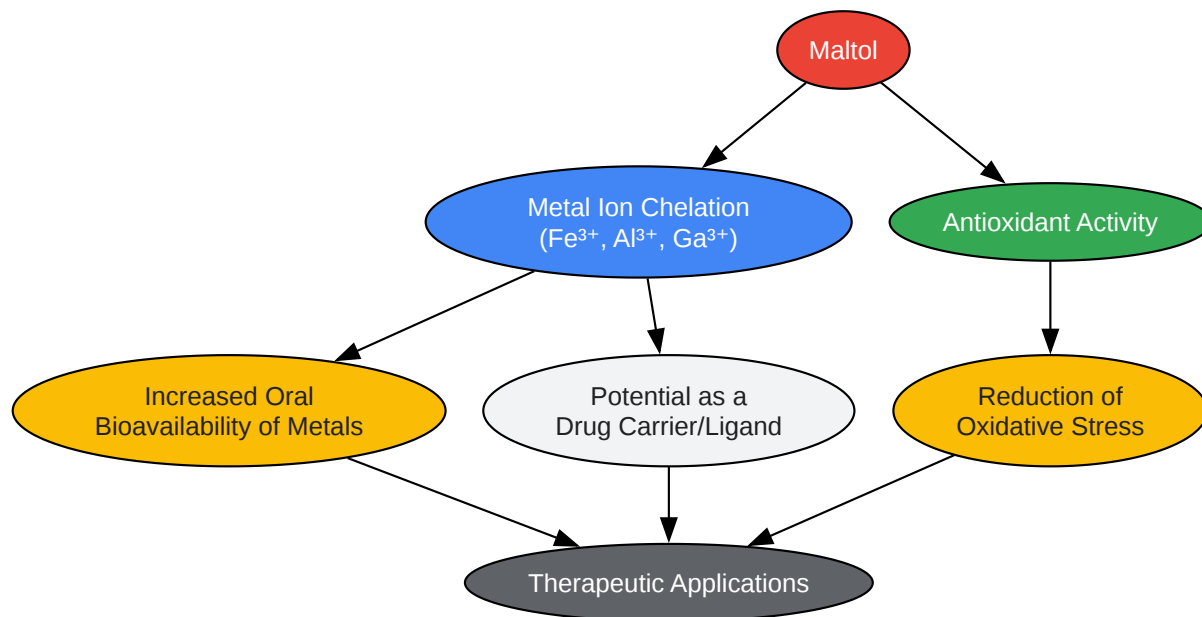 Maltol
Metal Ion Chelation
(Fe³⁺, Al³⁺, Ga³⁺)
Antioxidant Activity
Increased Oral
Bioavailability of Metals
Potential as a
Drug Carrier/Ligand
Reduction of
Oxidative Stress
Therapeutic Applications